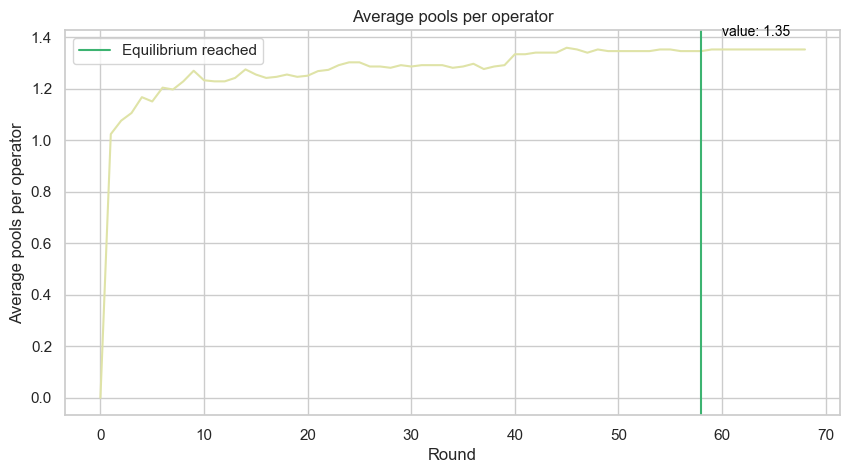 Average pools per operator
value: 1.35
Equilibrium reached
Average pools per operator
1.4
1.2
1.0
0.8
0.6
0.4
0.2
0.0
0 10 20 30 40 50 60 70
Round